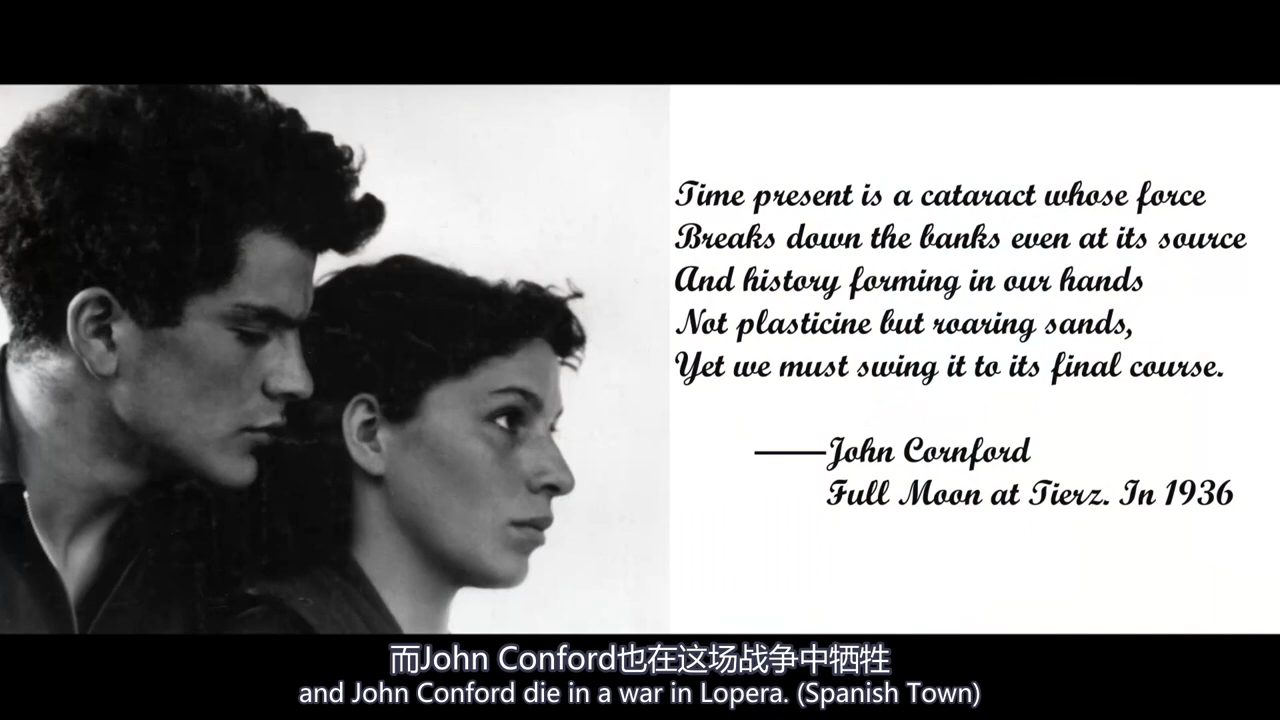 Time present is a cataract whose force
Breaks down the banks even at its source
And history forming in our hands
Not plasticine but roaring sands,
Yet we must swing it to its final course.
——John Cornford
Full Moon at Tierz. In 1936
而John Conford也在这场战争中牺牲
and John Conford die in a war in Lopera. (Spanish Town)